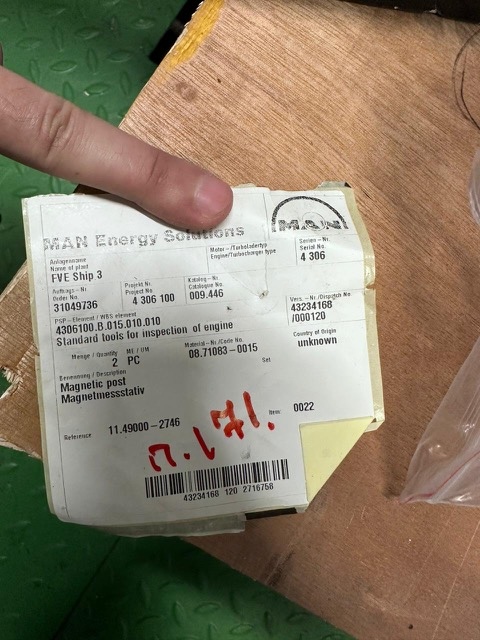 MAN Energy Solutions
MAN
Anlagenname
Name of plant
FVE Ship 3
Motor-/Turboladertyp
Engine/Turbocharger type
Serien-Nr
Serial No
4 306
Auftrags-Nr
Order No
31049736
Projekt Nr.
Project No.
4 306 100
Katalog-Nr
Catalogue No.
009.446
Vers.-Nr/Dispatch No.
43234168
/000120
PSP-Element / WBS element
4306100.B.015.010.010
Standard tools for inspection of engine
Menge / Quantity
2
MT / UM
PC
Material-Nr./Code No.
08.71083-0015
Set
Country of Origin
unknown
Benennung / Description
Magnetic post
Magnetmessstativ
Reference
11.49000-2746
Item:
0022
п.171.
43234168 120 2716758